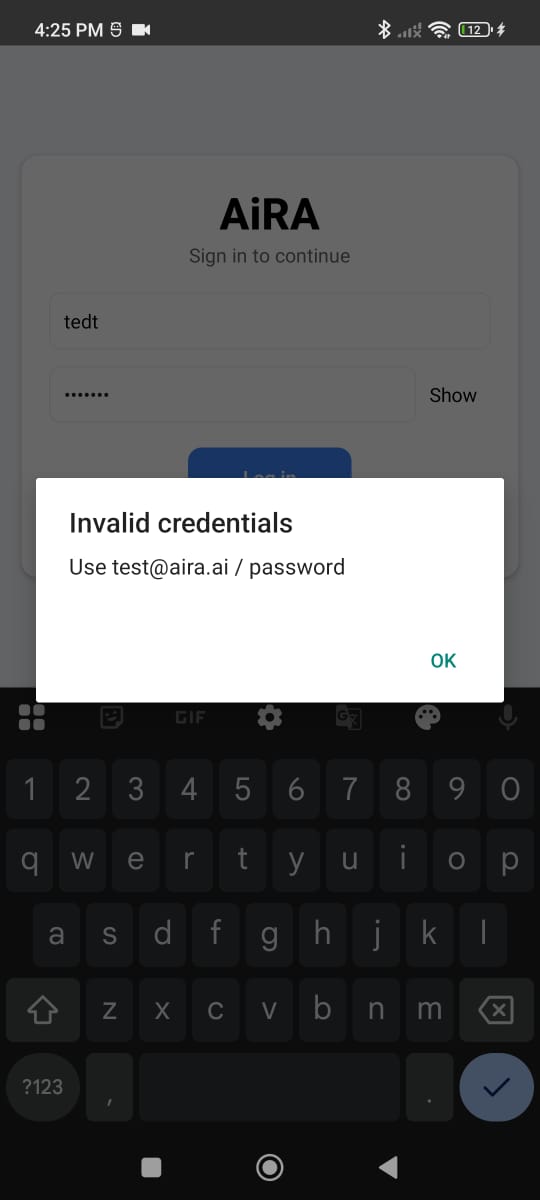 4:25 PM
12
AiRA
Sign in to continue
tedt
•••••••
Show
Log in
Invalid credentials
Use test@aira.ai / password
OK
GIF
1 2 3 4 5 6 7 8 9 0
q w e r t y u i o p
a s d f g h j k l
z x c v b n m
?123 , .